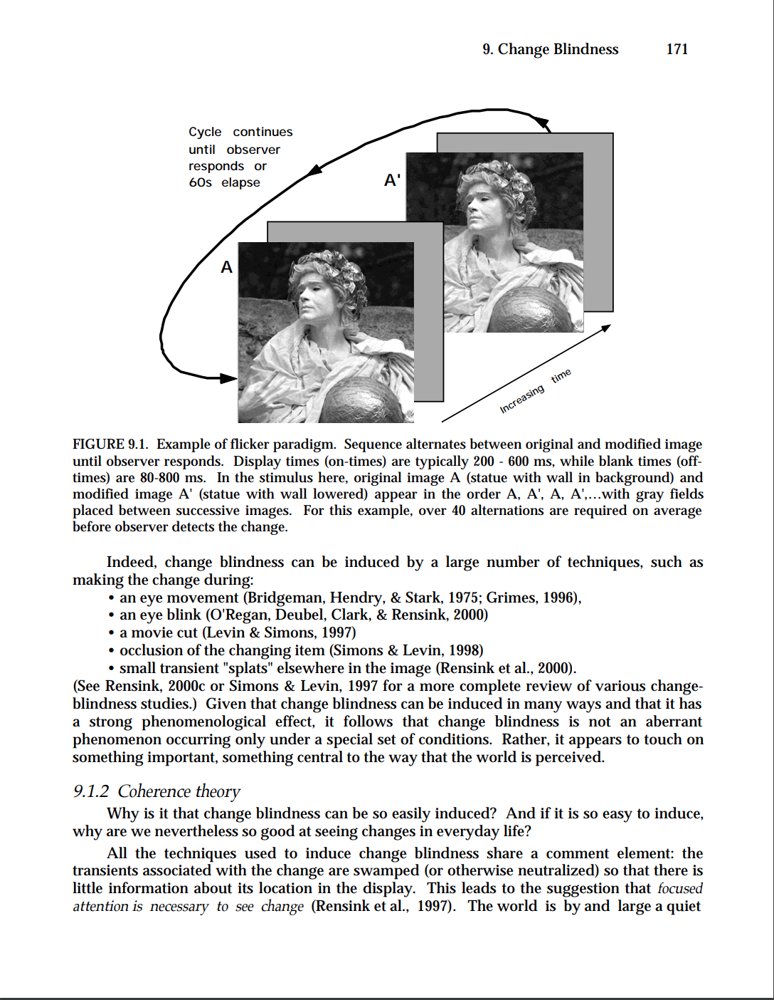 9. Change Blindness 171
Cycle continues
until observer
responds or
60s elapse
A'
A
Increasing time
FIGURE 9.1. Example of flicker paradigm. Sequence alternates between original and modified image
until observer responds. Display times (on-times) are typically 200 - 600 ms, while blank times (off-
times) are 80-800 ms. In the stimulus here, original image A (statue with wall in background) and
modified image A' (statue with wall lowered) appear in the order A, A', A, A',...with gray fields
placed between successive images. For this example, over 40 alternations are required on average
before observer detects the change.
Indeed, change blindness can be induced by a large number of techniques, such as
making the change during:
• an eye movement (Bridgeman, Hendry, & Stark, 1975; Grimes, 1996),
• an eye blink (O'Regan, Deubel, Clark, & Rensink, 2000)
• a movie cut (Levin & Simons, 1997)
• occlusion of the changing item (Simons & Levin, 1998)
• small transient "splats" elsewhere in the image (Rensink et al., 2000).
(See Rensink, 2000c or Simons & Levin, 1997 for a more complete review of various change-
blindness studies.) Given that change blindness can be induced in many ways and that it has
a strong phenomenological effect, it follows that change blindness is not an aberrant
phenomenon occurring only under a special set of conditions. Rather, it appears to touch on
something important, something central to the way that the world is perceived.
9.1.2 Coherence theory
Why is it that change blindness can be so easily induced? And if it is so easy to induce,
why are we nevertheless so good at seeing changes in everyday life?
All the techniques used to induce change blindness share a comment element: the
transients associated with the change are swamped (or otherwise neutralized) so that there is
little information about its location in the display. This leads to the suggestion that focused
attention is necessary to see change (Rensink et al., 1997). The world is by and large a quiet